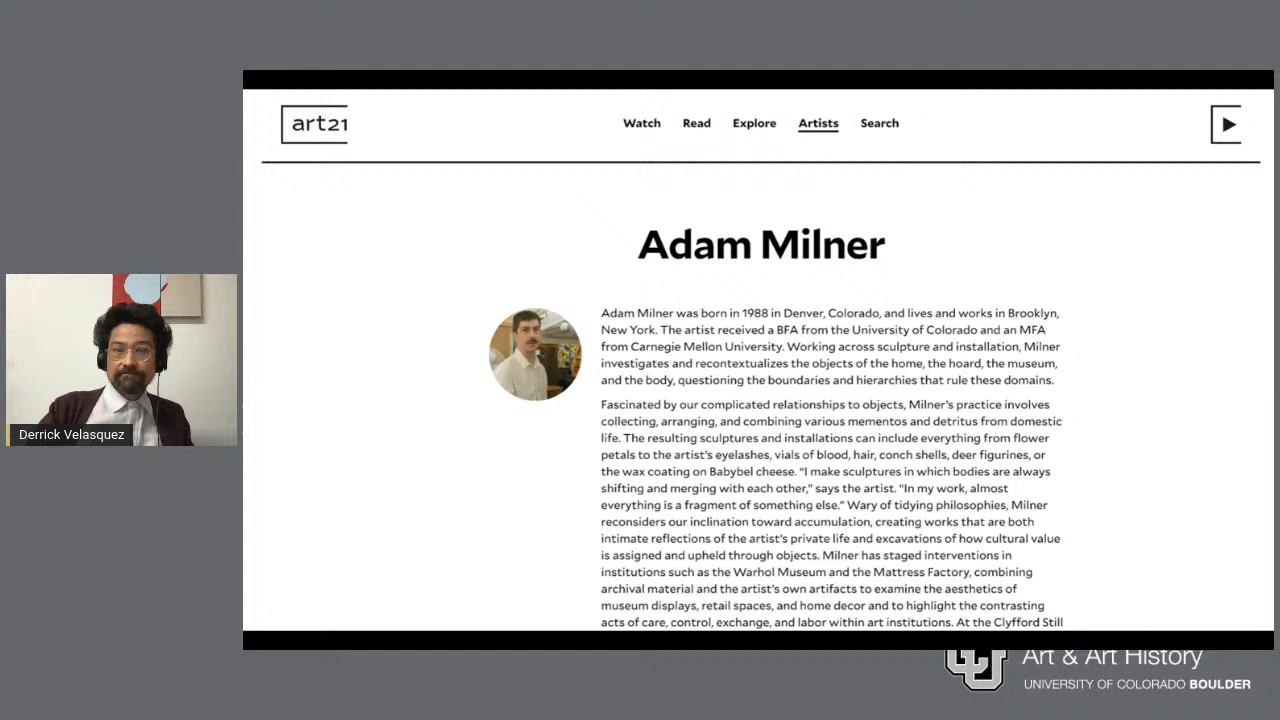 art21
Watch Read Explore Artists Search
Adam Milner
Adam Milner was born in 1988 in Denver, Colorado, and lives and works in Brooklyn,
New York. The artist received a BFA from the University of Colorado and an MFA
from Carnegie Mellon University. Working across sculpture and installation, Milner
investigates and recontextualizes the objects of the home, the hoard, the museum,
and the body, questioning the boundaries and hierarchies that rule these domains.
Fascinated by our complicated relationships to objects, Milner's practice involves
collecting, arranging, and combining various mementos and detritus from domestic
life. The resulting sculptures and installations can include everything from flower
petals to the artist's eyelashes, vials of blood, hair, conch shells, deer figurines, or
the wax coating on Babybel cheese. “I make sculptures in which bodies are always
shifting and merging with each other,” says the artist. “In my work, almost
everything is a fragment of something else.” Wary of tidying philosophies, Milner
reconsiders our inclination toward accumulation, creating works that are both
intimate reflections of the artist's private life and excavations of how cultural value
is assigned and upheld through objects. Milner has staged interventions in
institutions such as the Warhol Museum and the Mattress Factory, combining
archival material and the artist's own artifacts to examine the aesthetics of
museum displays, retail spaces, and home decor and to highlight the contrasting
acts of care, control, exchange, and labor within art institutions. At the Clyfford Still
Derrick Velasquez
CU
Art & Art History
UNIVERSITY OF COLORADO BOULDER